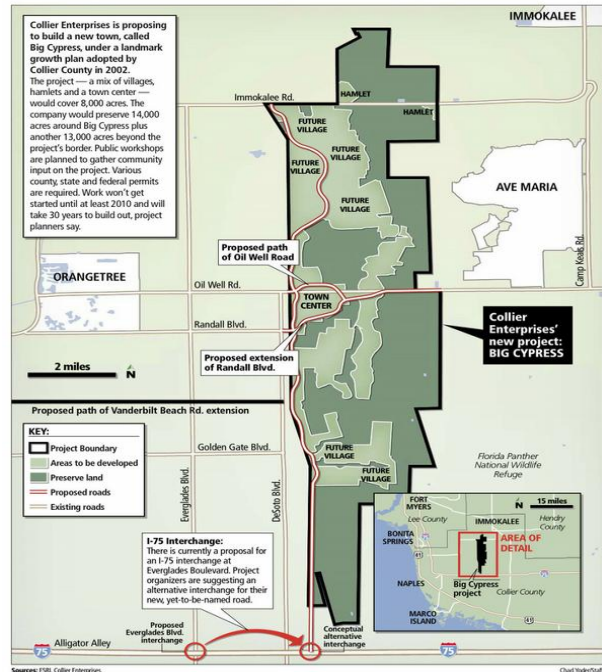 IMMOKALEE
Collier Enterprises is proposing
to build a new town, called
Big Cypress, under a landmark
growth plan adopted by
Collier County in 2002.
The project — a mix of villages,
hamlets and a town center —
would cover 8,000 acres. The
company would preserve 14,000
acres around Big Cypress plus
another 13,000 acres beyond the
project's border. Public workshops
are planned to gather community
input on the project. Various
county, state and federal permits
are required. Work won't get
started until at least 2010 and will
take 30 years to build out, project
planners say.
Immokalee Rd.
HAMLET
HAMLET
FUTURE
VILLAGE
FUTURE
VILLAGE
FUTURE
VILLAGE
FUTURE
VILLAGE
AVE MARIA
Camp Keais Rd.
Proposed path
of Oil Well Road
ORANGETREE
Oil Well Rd.
TOWN
CENTER
Randall Blvd.
Collier
Enterprises'
new project:
BIG CYPRESS
Proposed extension
of Randall Blvd.
2 miles
N
Proposed path of Vanderbilt Beach Rd. extension
KEY:
Project Boundary
Areas to be developed
Preserve land
Proposed roads
Existing roads
Golden Gate Blvd.
Everglades Blvd.
DeSoto Blvd.
FUTURE
VILLAGE
FUTURE
VILLAGE
Florida Panther
National Wildlife
Refuge
I-75 Interchange:
There is currently a proposal for
an I-75 interchange at
Everglades Boulevard. Project
organizers are suggesting an
alternative interchange for their
new, yet-to-be-named road.
N
15 miles
FORT
MYERS
Lee County
IMMOKALEE
Hendry
County
BONITA
SPRINGS
AREA OF
DETAIL
41
75
NAPLES
Big Cypress
project
Collier County
MARCO
ISLAND
41
Proposed
Everglades Blvd.
interchange
Conceptual
alternative
interchange
75
Alligator Alley
75
Sources: ESRI, Collier Enterprises
Chad Yoder/Staff